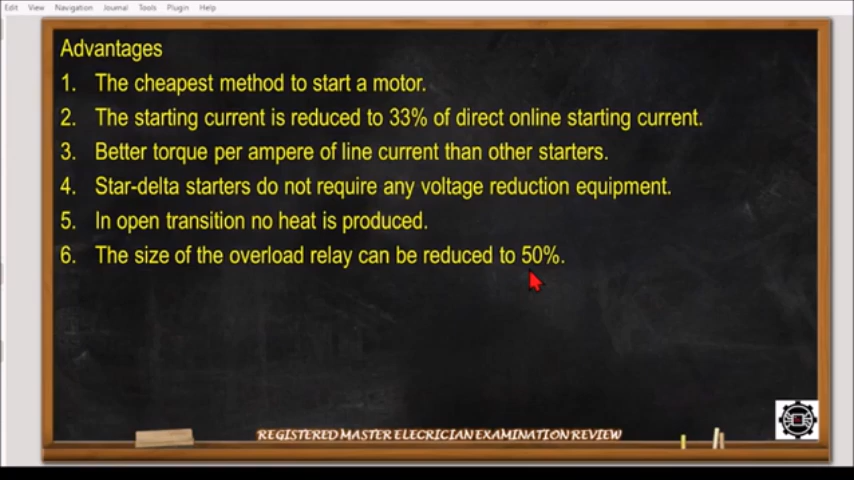 Edit View Navigation Journal Tools Plugin Help
Advantages
1. The cheapest method to start a motor.
2. The starting current is reduced to 33% of direct online starting current.
3. Better torque per ampere of line current than other starters.
4. Star-delta starters do not require any voltage reduction equipment.
5. In open transition no heat is produced.
6. The size of the overload relay can be reduced to 50%.
REGISTERED MASTER ELECRICIAN EXAMINATION REVIEW